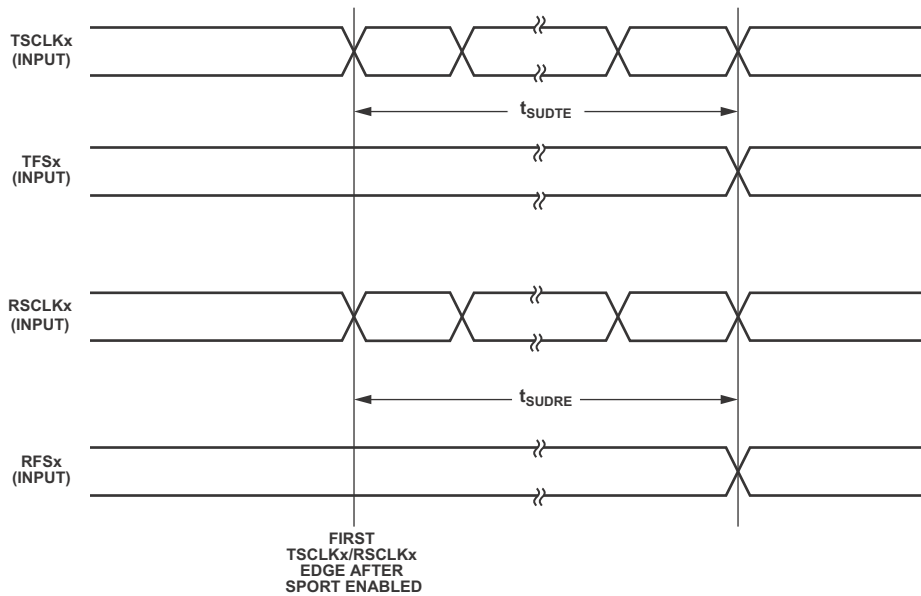 TSCLKx
(INPUT)
tSUDTE
TFSx
(INPUT)
RSCLKx
(INPUT)
tSUDRE
RFSx
(INPUT)
FIRST
TSCLKx/RSCLKx
EDGE AFTER
SPORT ENABLED